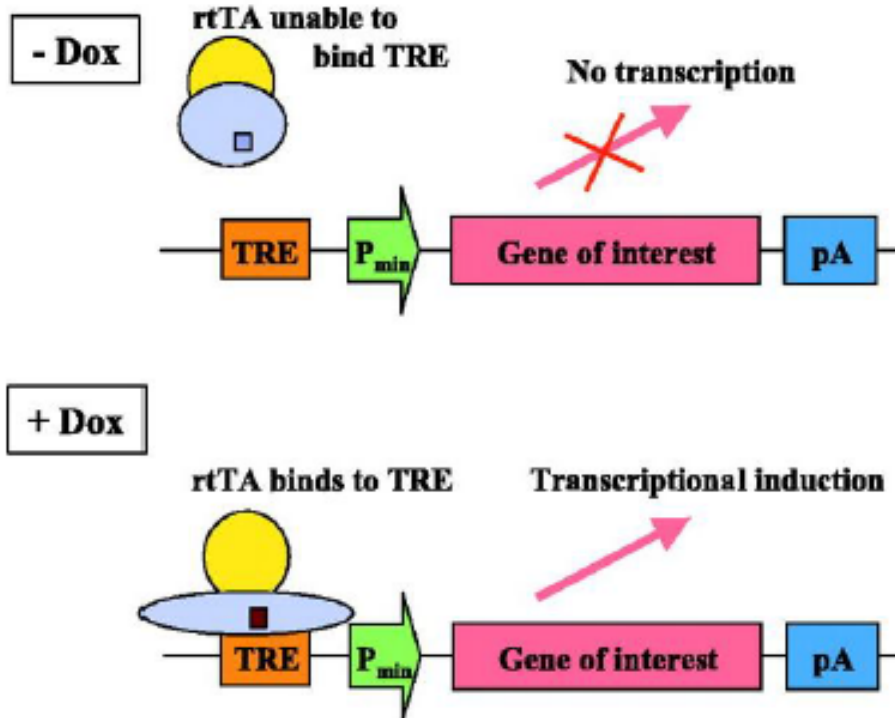 - Dox
rtTA unable to
bind TRE
No transcription
TRE
Pmin
Gene of interest
pA
+ Dox
rtTA binds to TRE
Transcriptional induction
TRE
Pmin
Gene of interest
pA